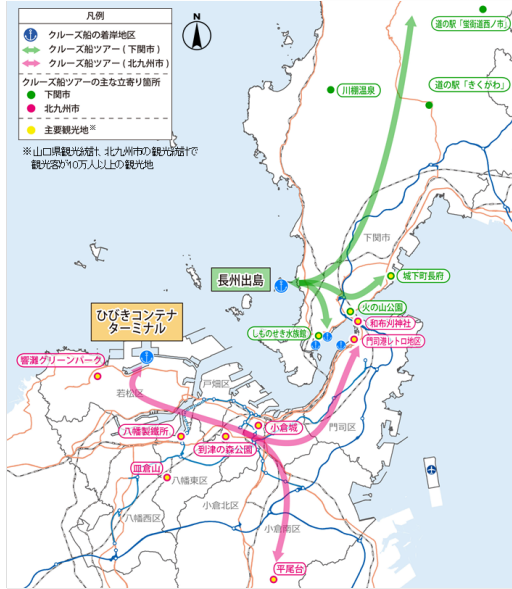 凡例
クルーズ船の着岸地区
クルーズ船ツアー(下関市)
クルーズ船ツアー(北九州市)
クルーズ船ツアーの主な立寄り箇所
下関市
北九州市
主要観光地※
※山口県観光統計、北九州市の観光統計で
観光客が10万人以上の観光地
N
道の駅「蛍街道西ノ市」
川棚温泉
道の駅「きくがわ」
下関市
長州出島
城下町長府
火の山公園
和布刈神社
しものせき水族館
門司港レトロ地区
ひびきコンテナ
ターミナル
響灘グリーンパーク
若松区
戸畑区
小倉城
門司区
八幡製鐵所
到津の森公園
皿倉山
八幡東区
八幡西区
小倉北区
小倉南区
平尾台